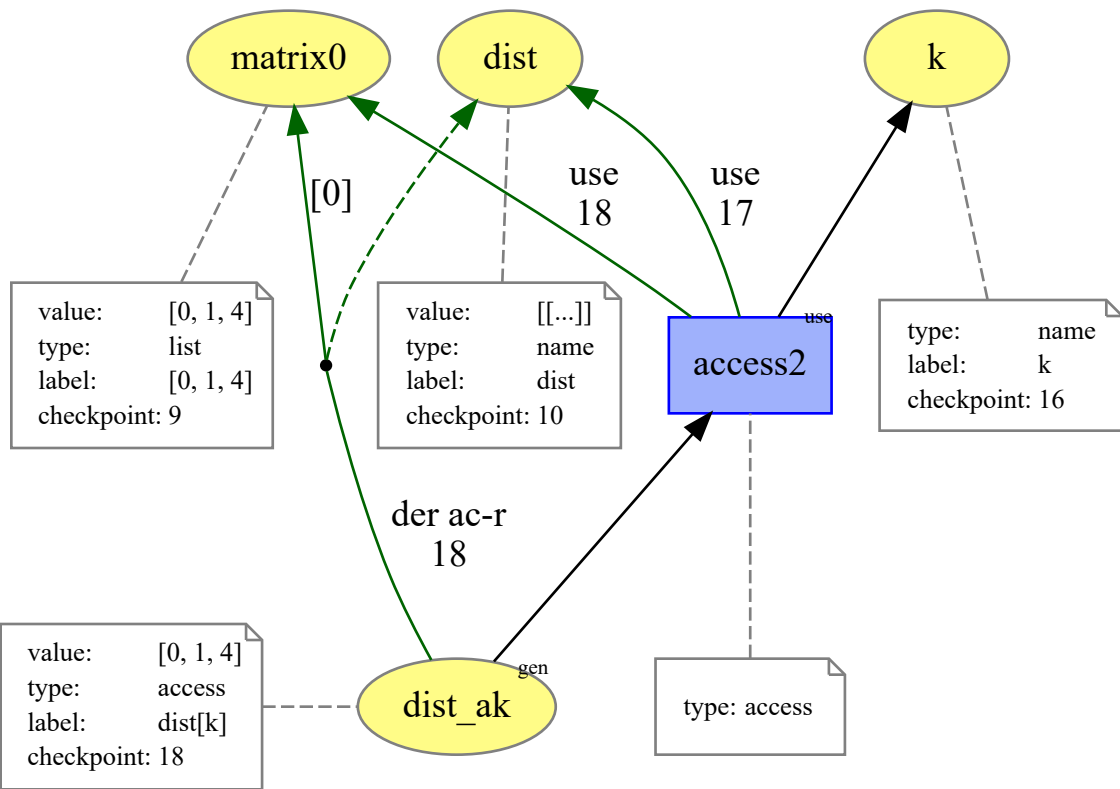 matrix0
dist
k
[0]
use
18
use
17
value: [0, 1, 4]
type: list
label: [0, 1, 4]
checkpoint: 9
value: [[...]]
type: name
label: dist
checkpoint: 10
use
access2
type: name
label: k
checkpoint: 16
der ac-r
18
value: [0, 1, 4]
type: access
label: dist[k]
checkpoint: 18
gen
dist_ak
type: access